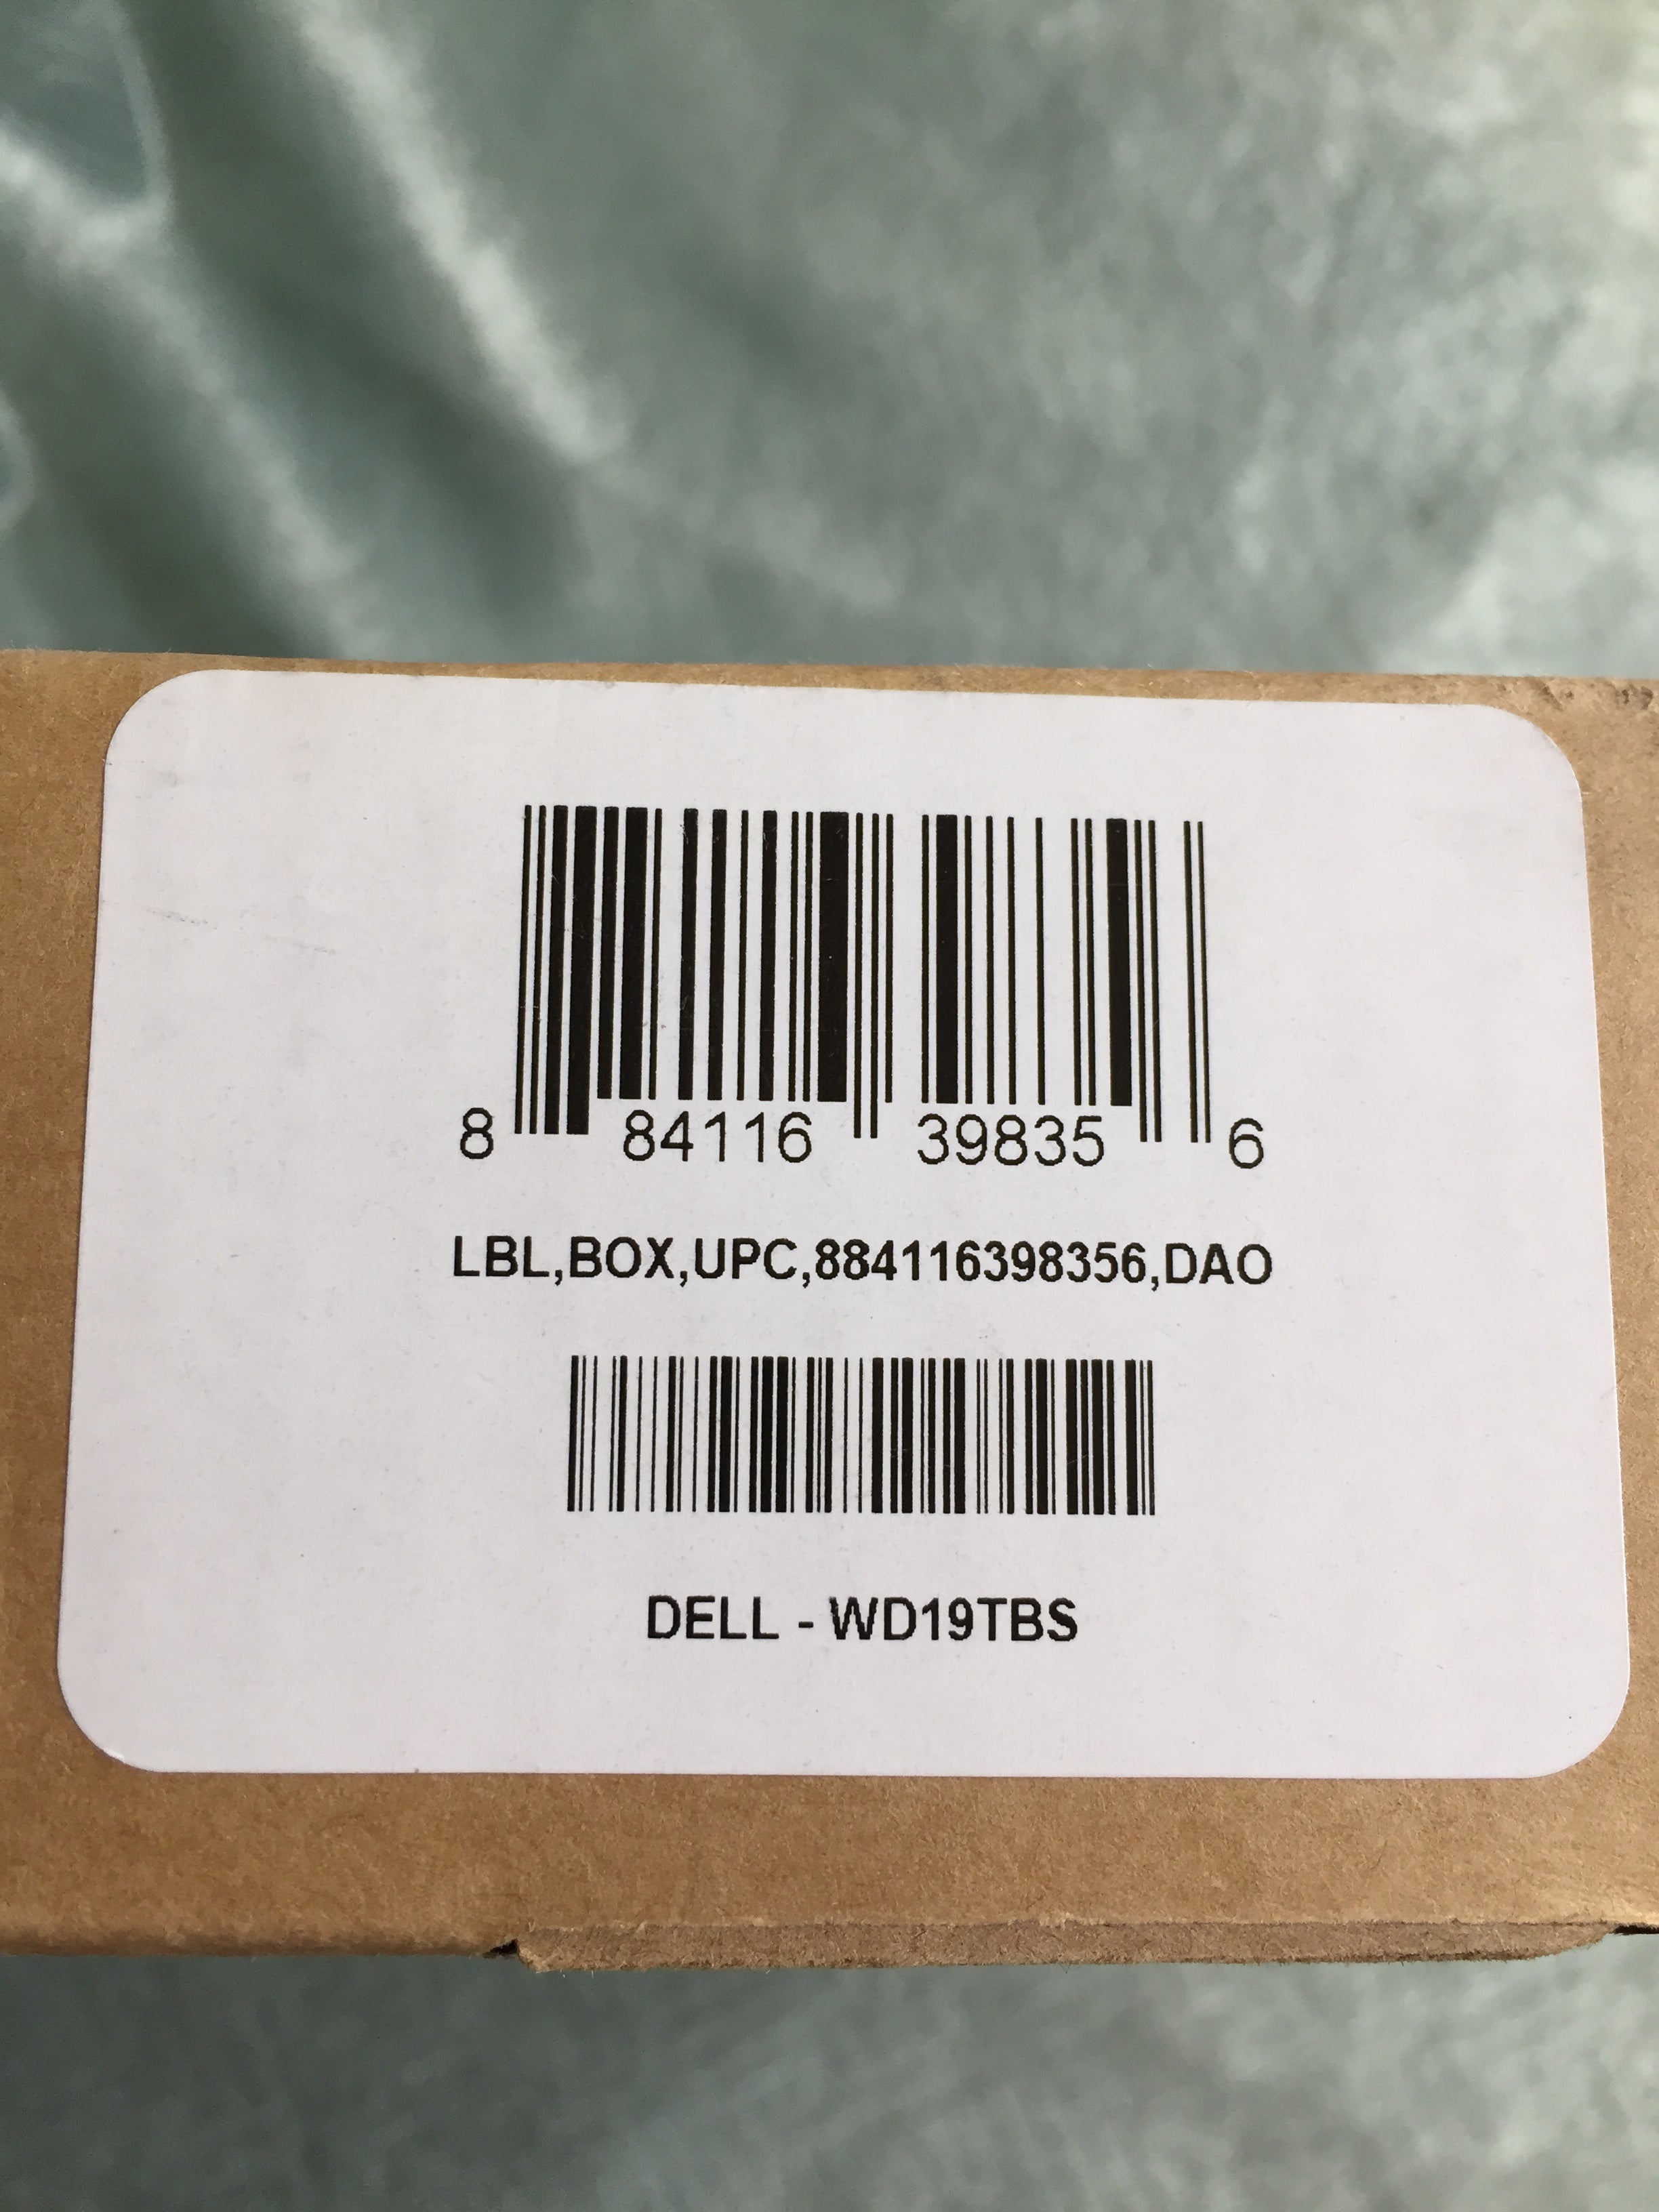 8 84116 39835 6
LBL,BOX,UPC,884116398356,DAO
DELL - WD19TBS